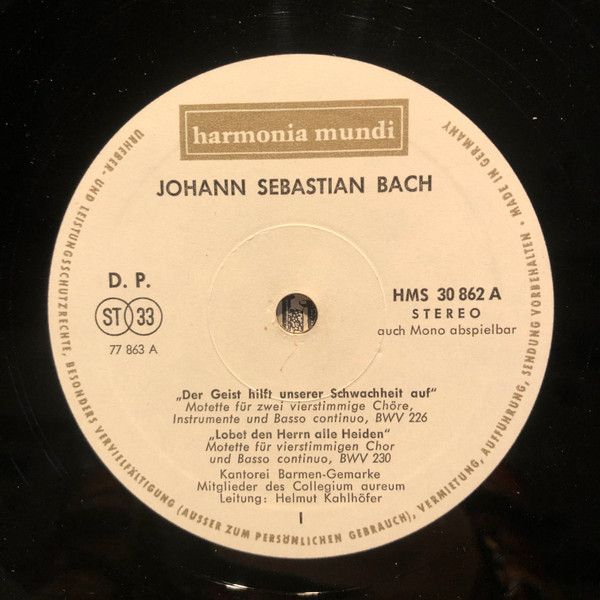 harmonia mundi
JOHANN SEBASTIAN BACH
D. P.
ST 33
77 863 A
HMS 30 862 A
STEREO
auch Mono abspielbar
„Der Geist hilft unserer Schwachheit auf“
Motette für zwei vierstimmige Chöre,
Instrumente und Basso continuo, BWV 226
„Lobet den Herrn alle Heiden“
Motette für vierstimmigen Chor
und Basso continuo, BWV 230
Kantorei Barmen-Gemarke
Mitglieder des Collegium aureum
Leitung: Helmut Kahlhöfer
I
URHEBER- UND LEISTUNGSSCHUTZRECHTE, BESONDERS VERVIELFÄLTIGUNG (AUSSER ZUM PERSÖNLICHEN GEBRAUCH), VERMIETUNG, AUFFÜHRUNG, SENDUNG VORBEHALTEN • MADE IN GERMANY